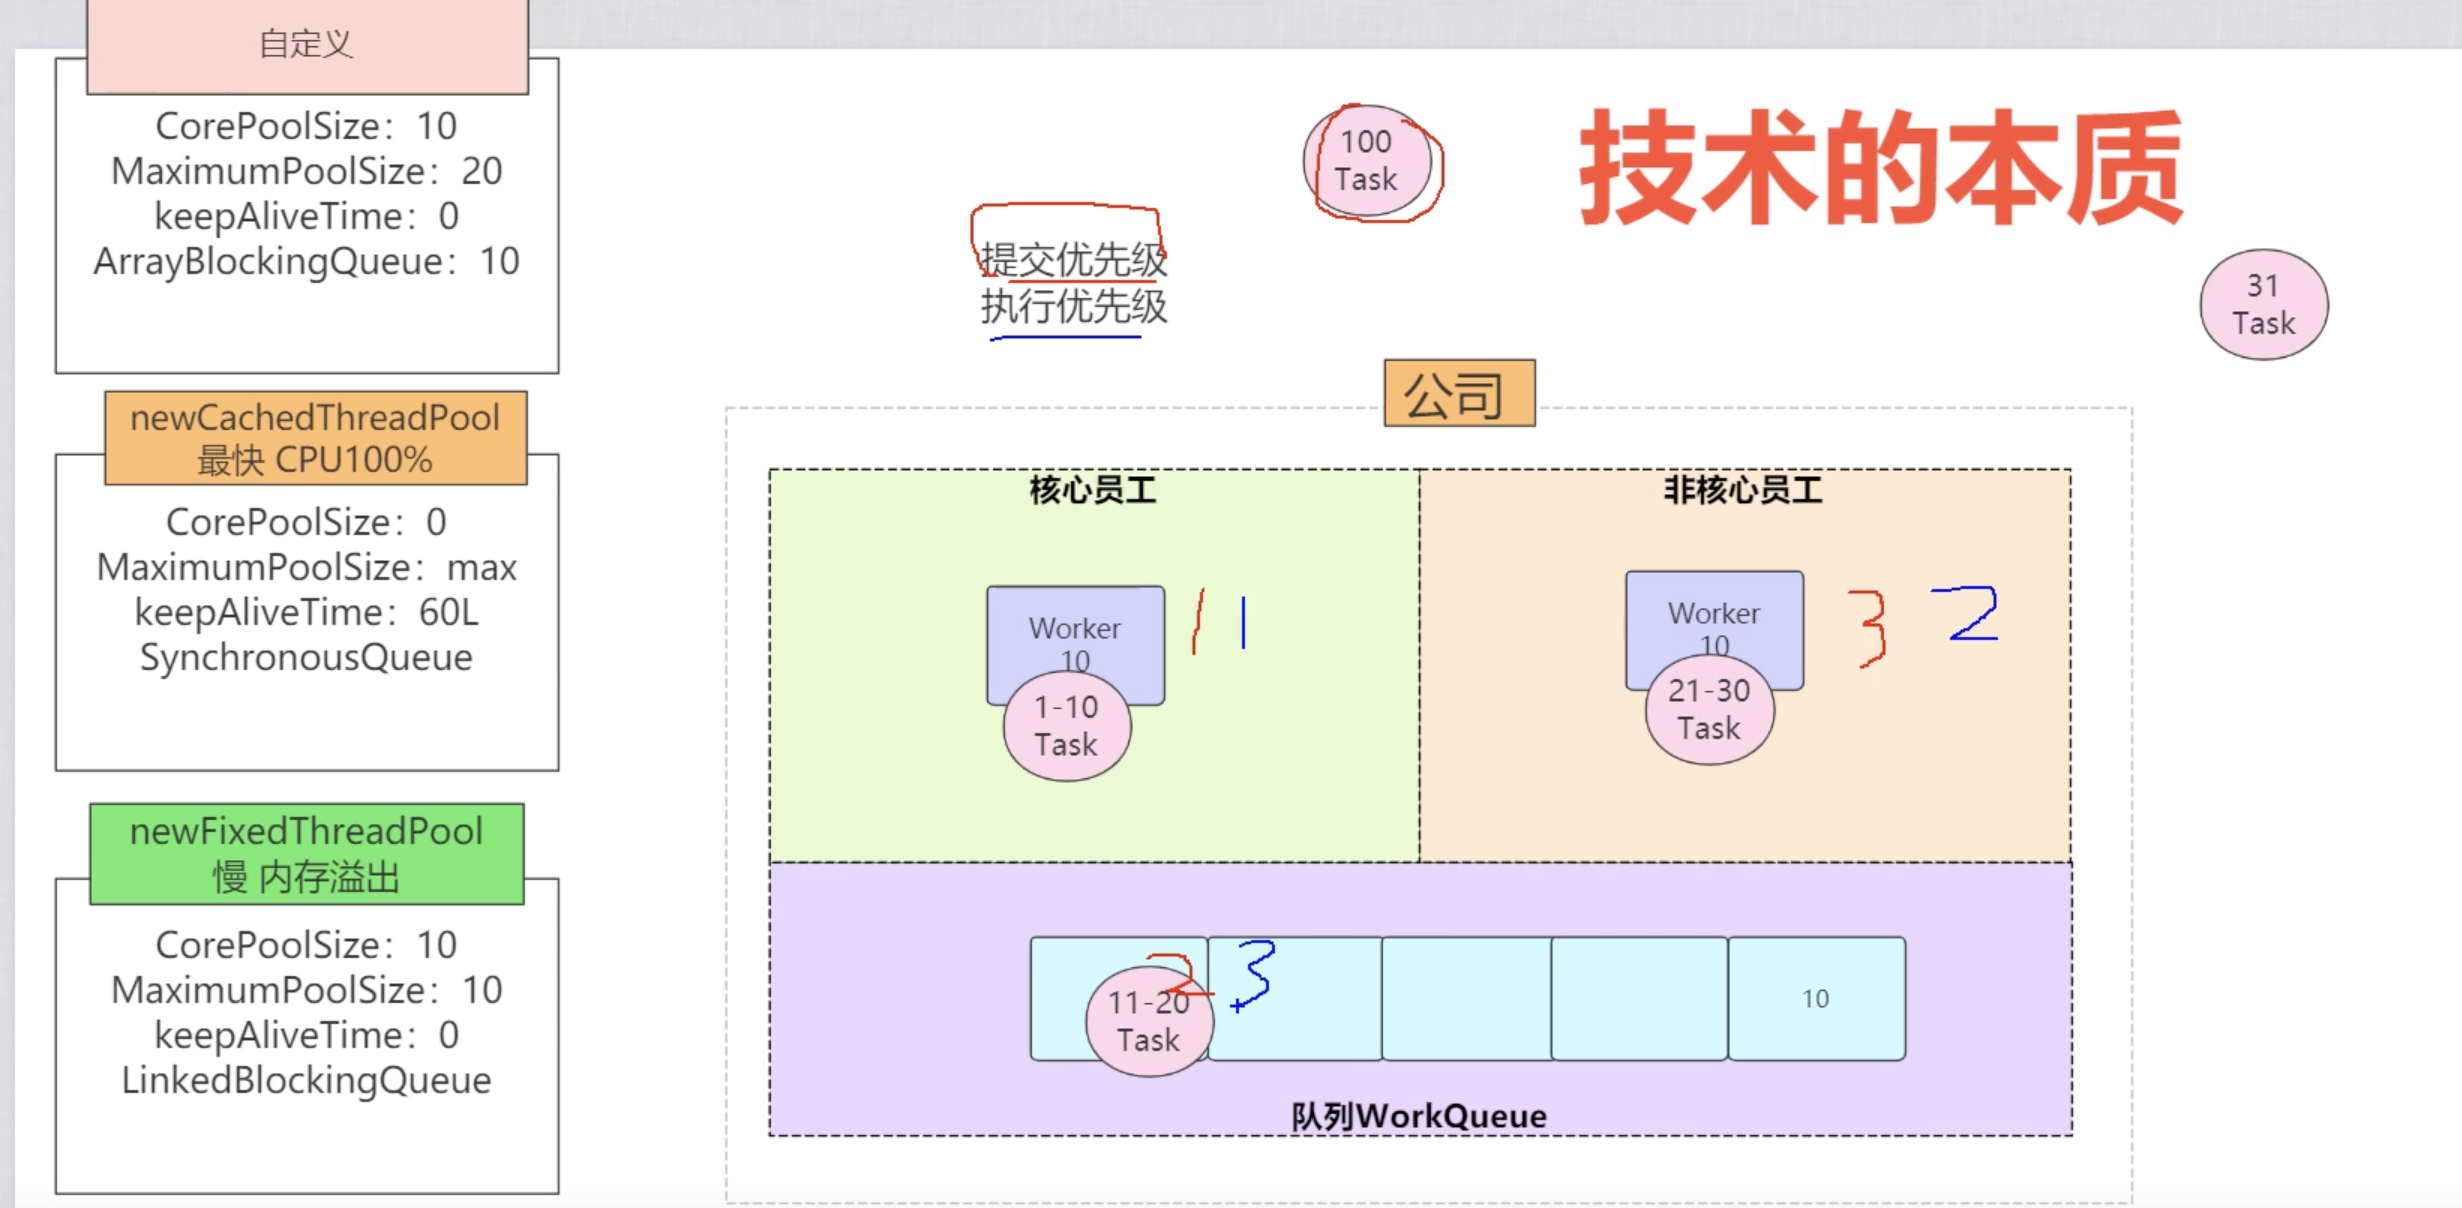 自定义
CorePoolSize：10
MaximumPoolSize：20
keepAliveTime：0
ArrayBlockingQueue：10
newCachedThreadPool
最快 CPU100%
CorePoolSize：0
MaximumPoolSize：max
keepAliveTime：60L
SynchronousQueue
newFixedThreadPool
慢 内存溢出
CorePoolSize：10
MaximumPoolSize：10
keepAliveTime：0
LinkedBlockingQueue
100
Task
技术的本质
提交优先级
执行优先级
31
Task
公司
核心员工
Worker
10
1-10
Task
1 1
非核心员工
Worker
10
21-30
Task
3 2
2 3
11-20
Task
10
队列WorkQueue